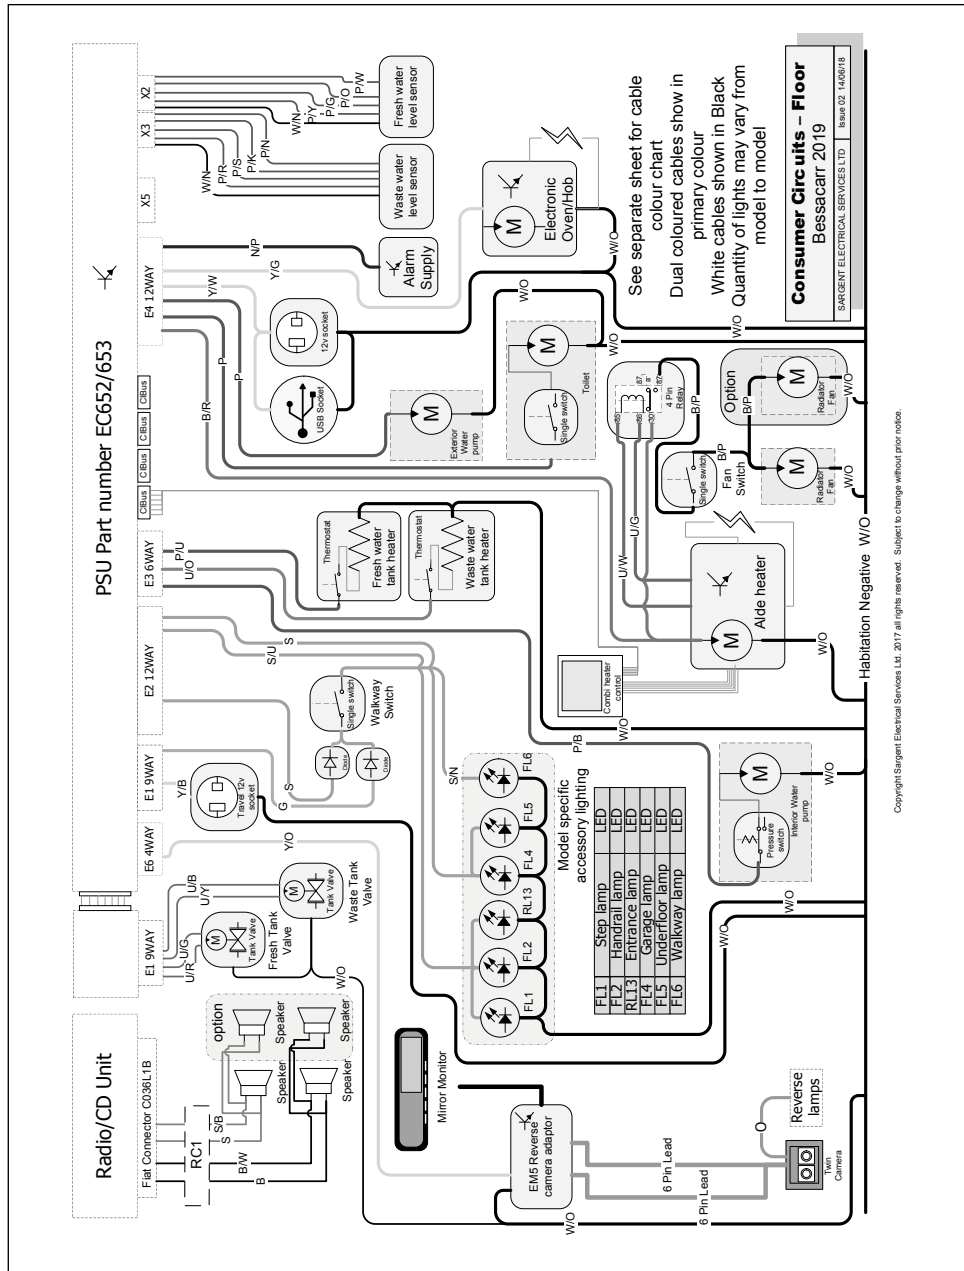 PSU Part number EC652/653
Radio/CD Unit
Fiat Connector C036L1B
RC1
E1 9WAY
E6 4WAY
E1 9WAY
E2 12WAY
E3 6WAY
CIBus
CIBus
CIBus
CIBus
E4 12WAY
X5
X3
X2
S/B
S
B/W
B
option
Speaker
Speaker
Speaker
Speaker
U/R
U/G
U/Y
U/B
Tank Valve
Fresh Tank
Valve
M
Tank Valve
Waste Tank
Valve
M
W/O
Y/O
Y/B
Travel 12v
socket
G
S
Diode
Diode
Single switch
Walkway
Switch
S/U
S
U/O
P/U
Thermostat
Fresh water
tank heater
Thermostat
Waste water
tank heater
B/R
P
P
Y/W
Y/G
N/P
USB Socket
12v socket
Alarm
Supply
W/N
P/R
P/S
P/K
P/N
W/N
P/Y
P/G
P/O
P/W
Waste water
level sensor
Fresh water
level sensor
M
Exterior
Water
pump
W/O
Single switch
M
Toilet
W/O
M
Electronic
Oven/Hob
W/O
Mirror Monitor
EM5 Reverse
camera adaptor
W/O
6 Pin Lead
6 Pin Lead
O
Reverse
lamps
Twin
Camera
FL1
FL2
RL13
FL4
FL5
FL6
S/N
Model specific
accessory lighting
FL1 Step lamp LED
FL2 Handrail lamp LED
RL13 Entrance lamp LED
FL4 Garage lamp LED
FL5 Underfloor lamp LED
FL6 Walkway lamp LED
W/O
W/O
P/B
Pressure
switch
M
Interior Water
pump
W/O
Combi heater
control
W/O
M
Alde heater
W/O
U/W
U/G
85
86
30
87
a
87
4 Pin
Relay
B/P
Single switch
Fan
Switch
B/P
B/P
M
Radiator
Fan
W/O
Option
M
Radiator
Fan
W/O
W/O
W/O
Habitation Negative W/O
See separate sheet for cable
colour chart
Dual coloured cables show in
primary colour
White cables shown in Black
Quantity of lights may vary from
model to model
Consumer Circuits – Floor
Bessacarr 2019
SARGENT ELECTRICAL SERVICES LTD
Issue 02 14/06/18
Copyright Sargent Electrical Services Ltd. 2017 all rights reserved. Subject to change without prior notice.